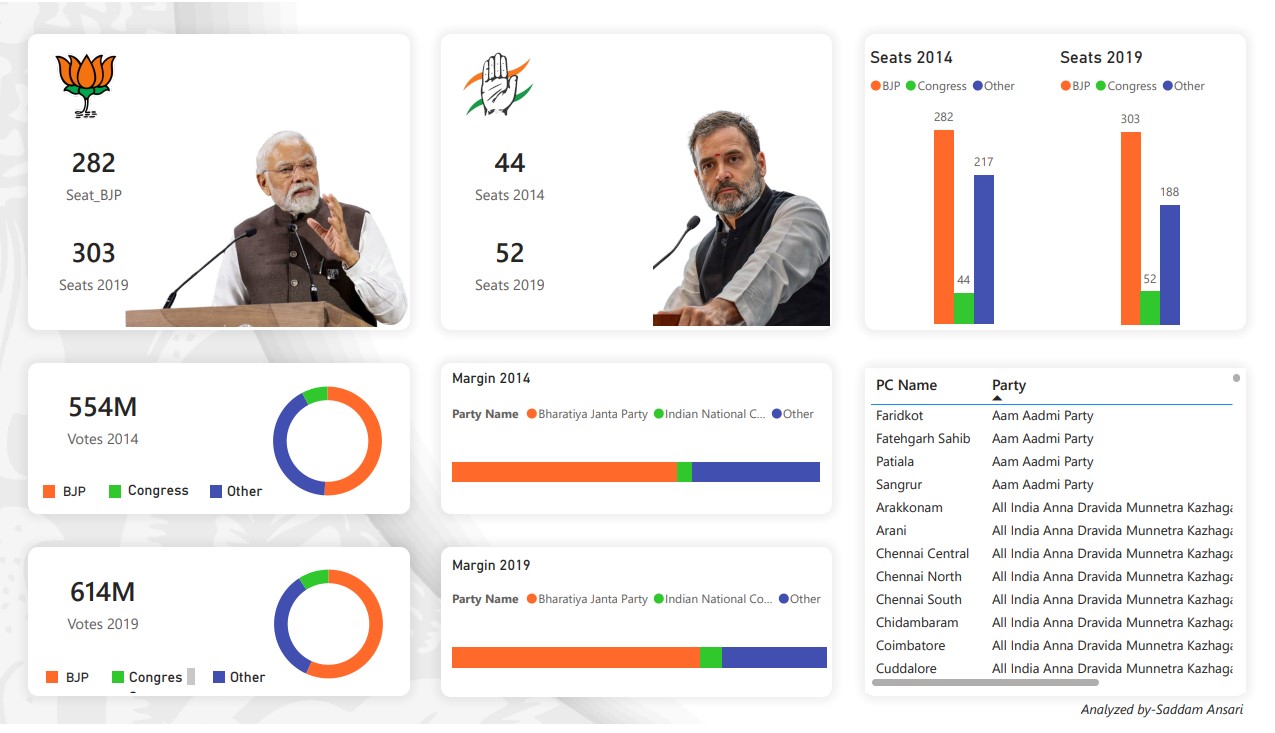 282
Seat_BJP
303
Seats 2019
44
Seats 2014
52
Seats 2019
Seats 2014
BJP Congress Other
282
217
44
Seats 2019
BJP Congress Other
303
188
52
554M
Votes 2014
BJP Congress Other
Margin 2014
Party Name Bharatiya Janta Party Indian National C... Other
614M
Votes 2019
BJP Congres Other
Margin 2019
Party Name Bharatiya Janta Party Indian National Co... Other
PC Name Party
Faridkot Aam Aadmi Party
Fatehgarh Sahib Aam Aadmi Party
Patiala Aam Aadmi Party
Sangrur Aam Aadmi Party
Arakkonam All India Anna Dravida Munnetra Kazhaga
Arani All India Anna Dravida Munnetra Kazhaga
Chennai Central All India Anna Dravida Munnetra Kazhaga
Chennai North All India Anna Dravida Munnetra Kazhaga
Chennai South All India Anna Dravida Munnetra Kazhaga
Chidambaram All India Anna Dravida Munnetra Kazhaga
Coimbatore All India Anna Dravida Munnetra Kazhaga
Cuddalore All India Anna Dravida Munnetra Kazhaga
Analyzed by-Saddam Ansari